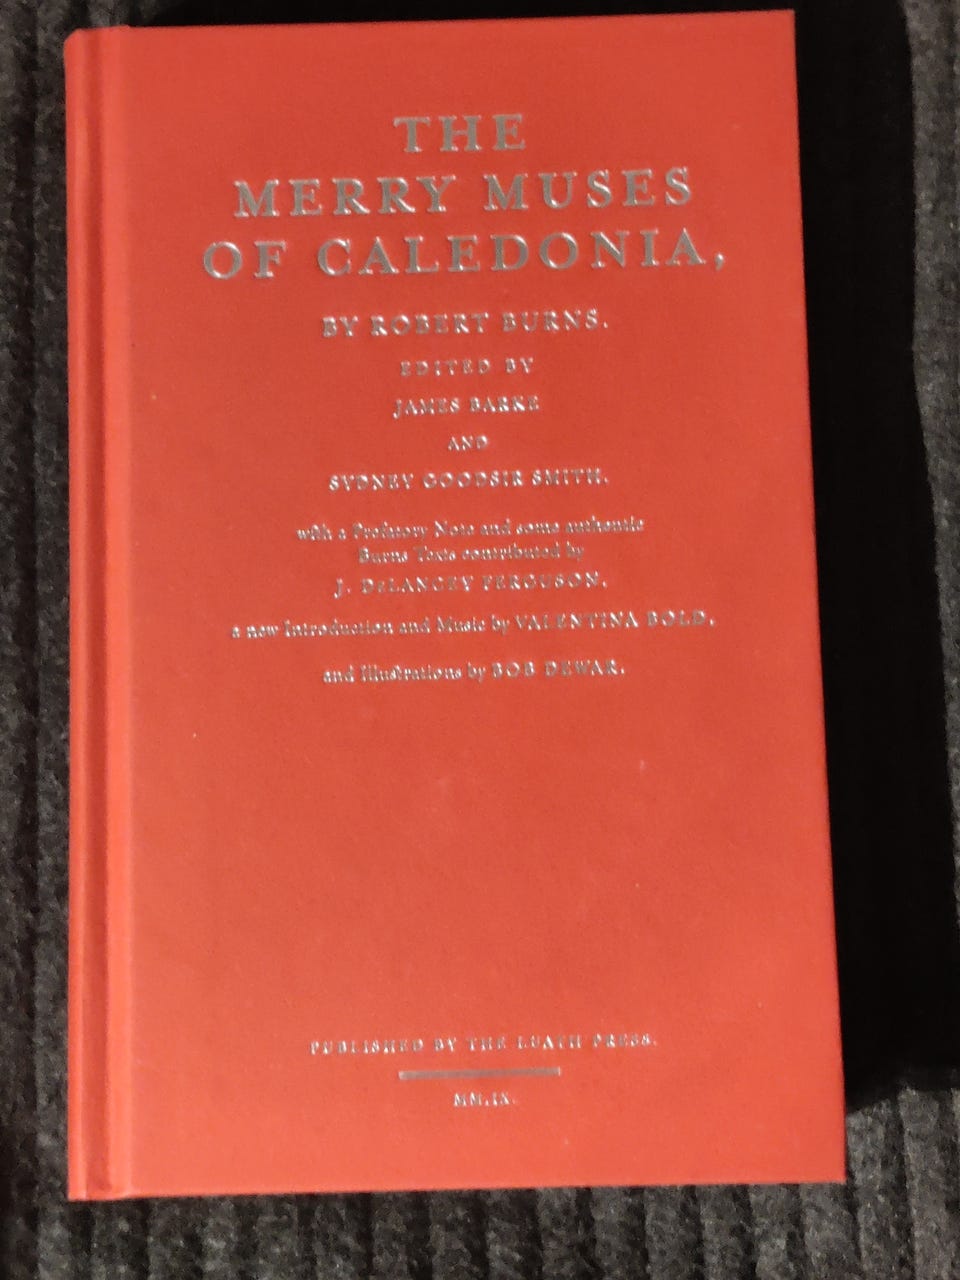 THE
MERRY MUSES
OF CALEDONIA,
BY ROBERT BURNS.
EDITED BY
JAMES BARKE
AND
SYDNEY GOODSIR SMITH.
with a Prefatory Note and some authentic
Burns Texts contributed by
J. DeLANCEY FERGUSON.
a new Introduction and Music by VALENTINA BOLD.
and Illustrations by BOB DEWAR.
PUBLISHED BY THE LUATH PRESS.
MM.IX.